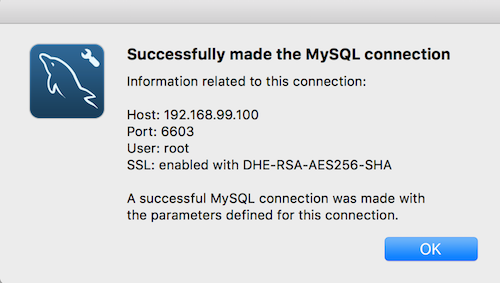 Successfully made the MySQL connection
Information related to this connection:
Host: 192.168.99.100
Port: 6603
User: root
SSL: enabled with DHE-RSA-AES256-SHA
A successful MySQL connection was made with
the parameters defined for this connection.
OK